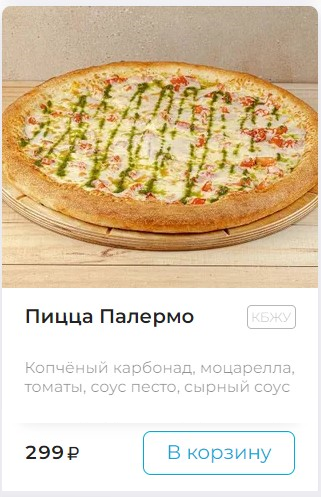 Пицца Палермо
КБЖУ
Копчёный карбонад, моцарелла,
томаты, соус песто, сырный соус
299 ₽
В корзину